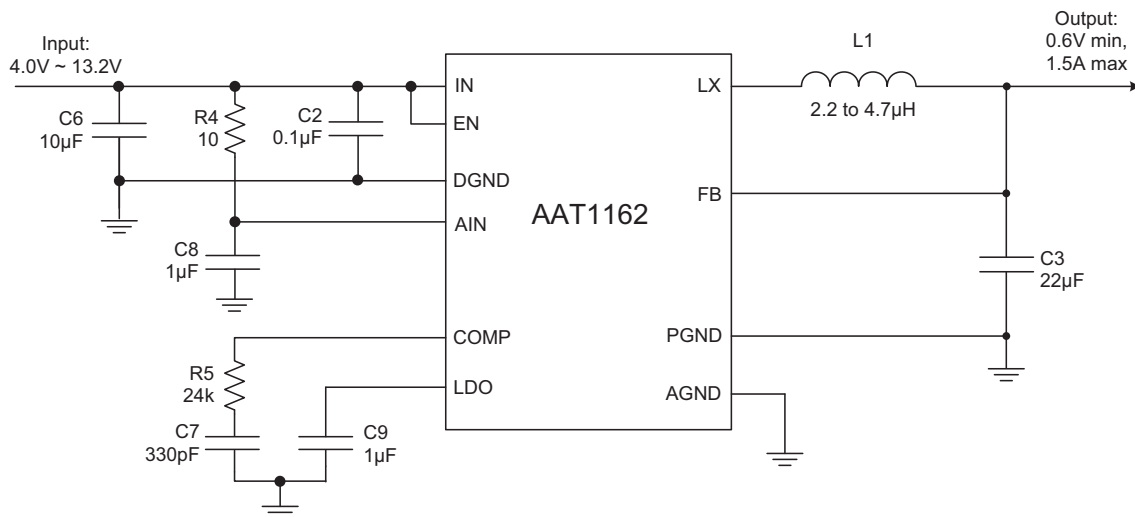 Input:
4.0V ~ 13.2V
C6
10µF
R4
10
C2
0.1µF
C8
1µF
R5
24k
C7
330pF
C9
1µF
IN
EN
DGND
AIN
COMP
LDO
AAT1162
LX
FB
PGND
AGND
L1
2.2 to 4.7µH
Output:
0.6V min,
1.5A max
C3
22µF